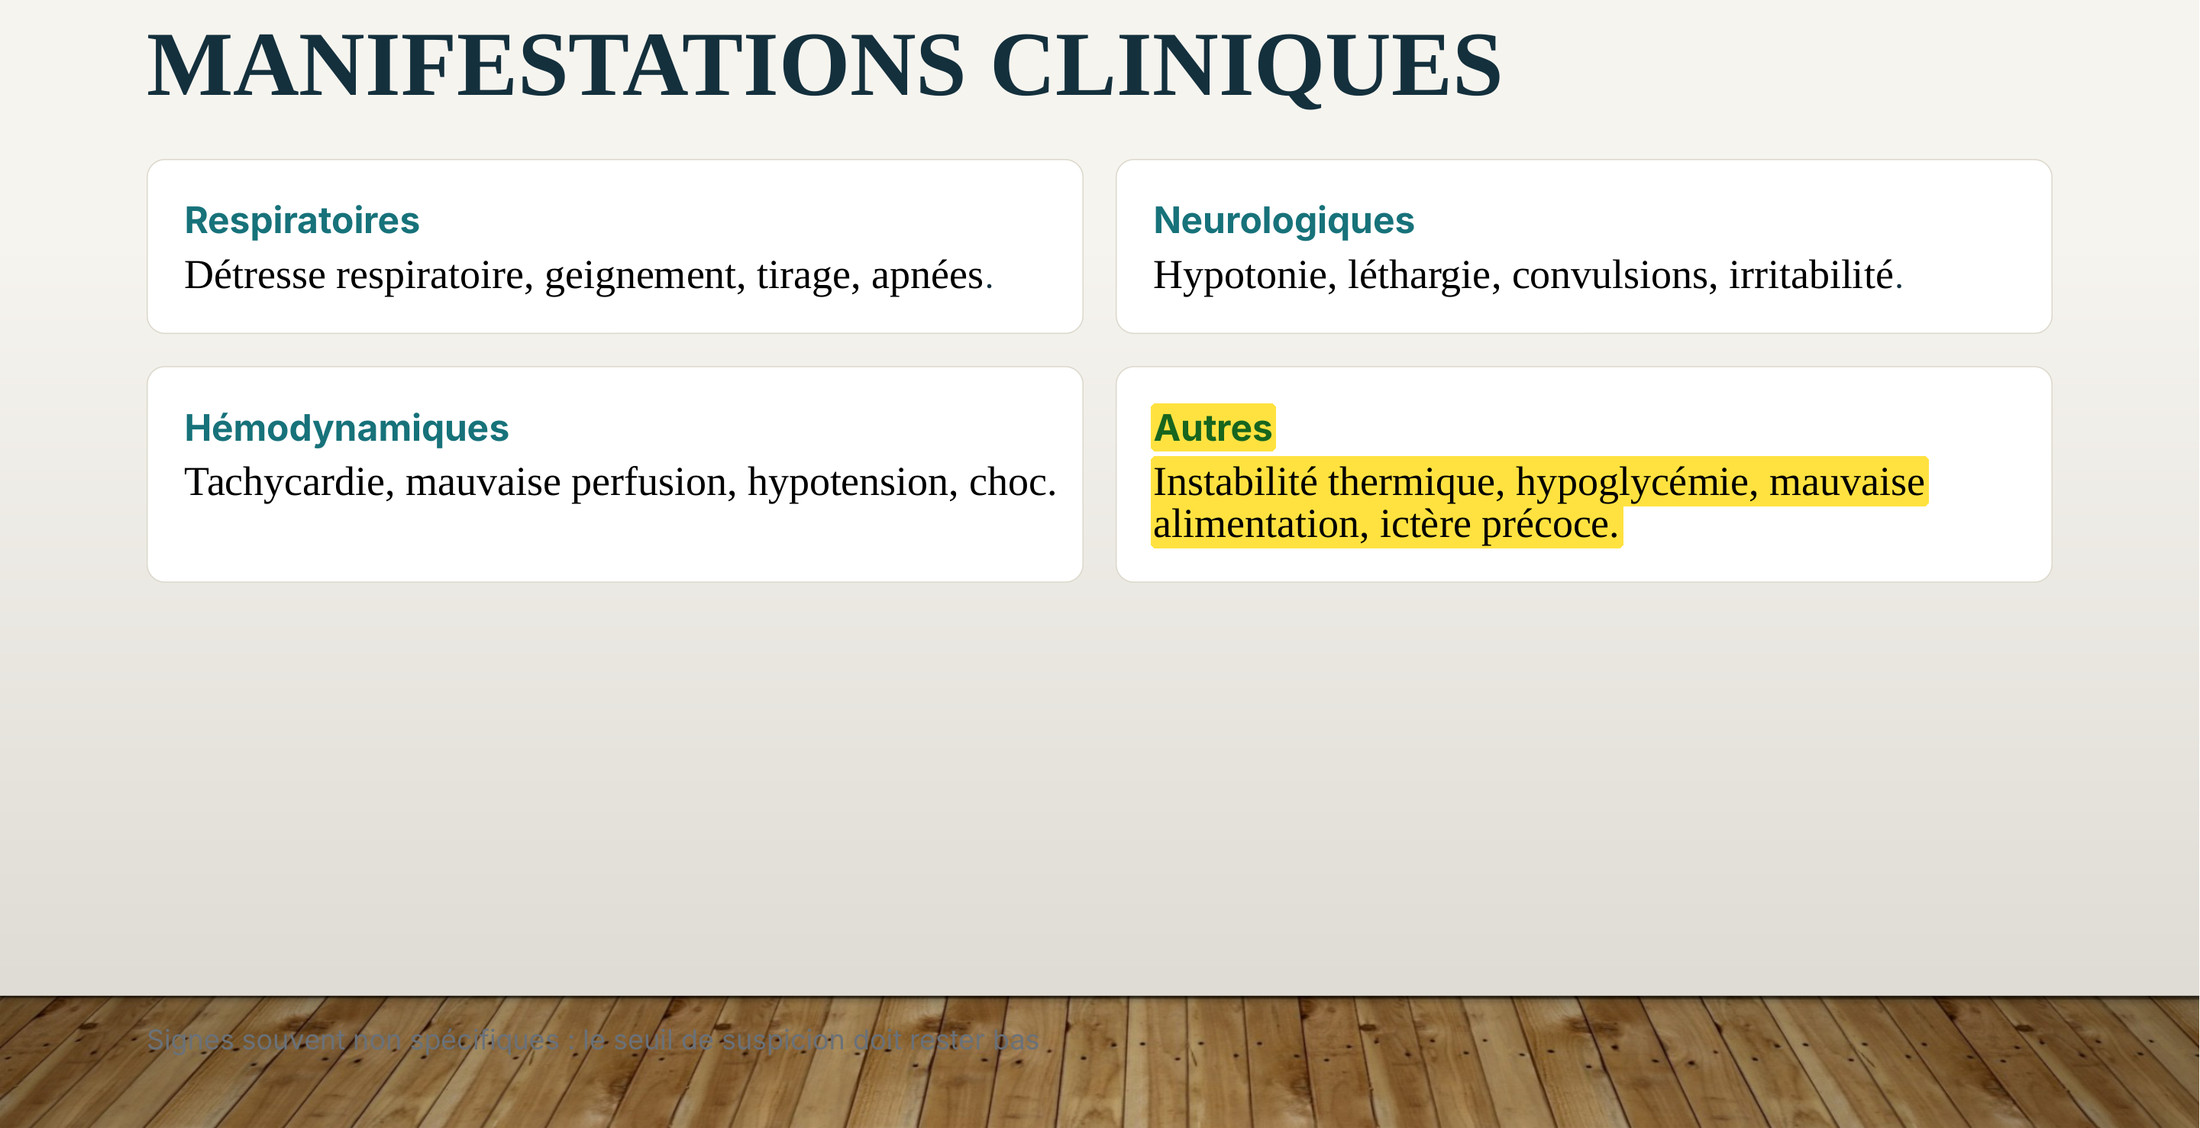 MANIFESTATIONS CLINIQUES
Respiratoires
Détresse respiratoire, geignement, tirage, apnées.
Neurologiques
Hypotonie, léthargie, convulsions, irritabilité.
Hémodynamiques
Tachycardie, mauvaise perfusion, hypotension, choc.
Autres
Instabilité thermique, hypoglycémie, mauvaise
alimentation, ictère précoce.
Signes souvent non spécifiques : le seuil de suspicion doit rester bas